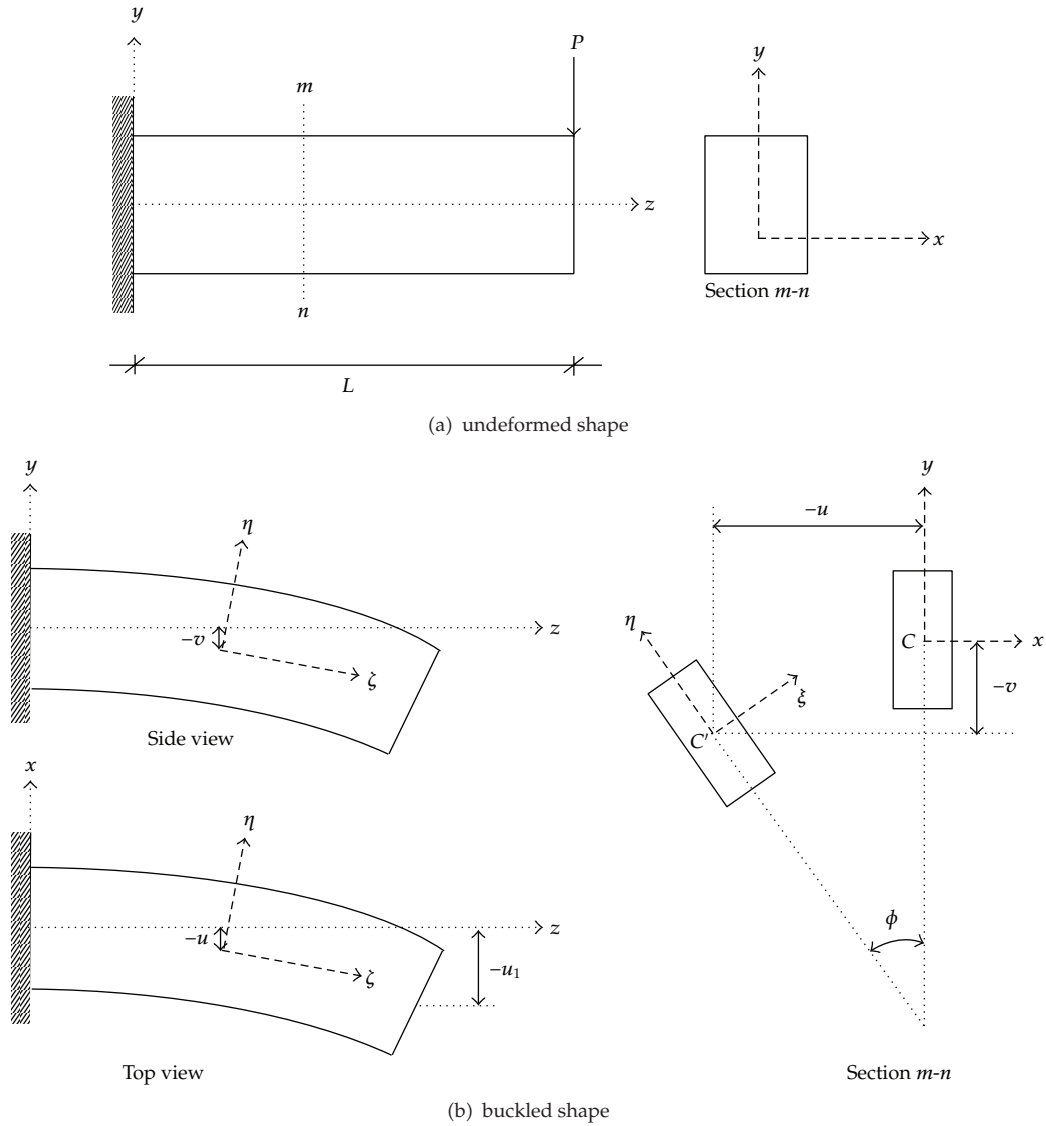 y
P
m
z
n
L
y
x
Section m-n
(a) undeformed shape
y
η
−v
z
ζ
Side view
x
η
−u
z
ζ
−u1
Top view
y
−u
η
C
x
−v
ξ
C′
ϕ
Section m-n
(b) buckled shape